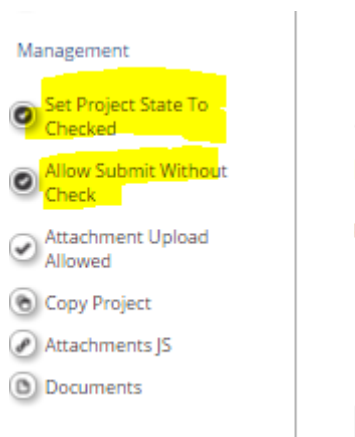 Management
Set Project State To
Checked
Allow Submit Without
Check
Attachment Upload
Allowed
Copy Project
Attachments JS
Documents